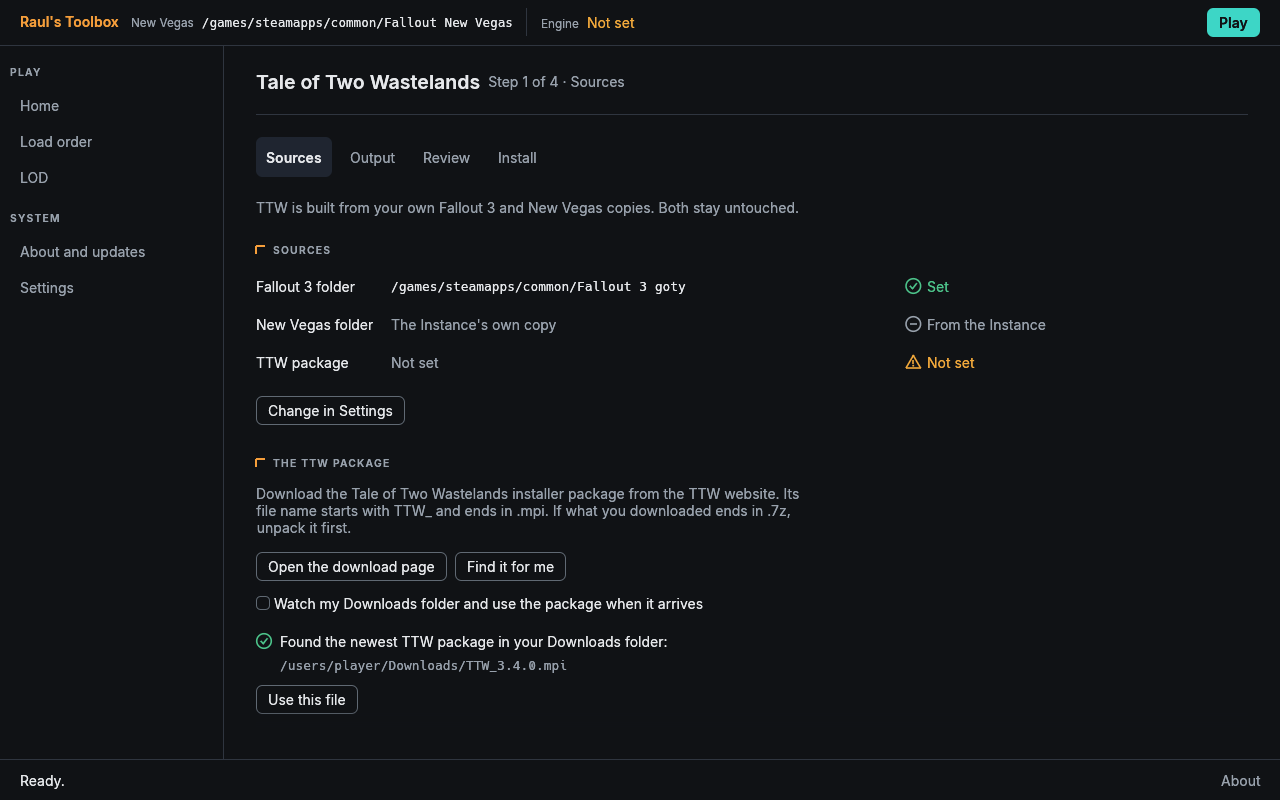 Raul's Toolbox New Vegas /games/steamapps/common/Fallout New Vegas Engine Not set Play
PLAY
Home
Load order
LOD
SYSTEM
About and updates
Settings
Tale of Two Wastelands Step 1 of 4 · Sources
Sources Output Review Install
TTW is built from your own Fallout 3 and New Vegas copies. Both stay untouched.
SOURCES
Fallout 3 folder /games/steamapps/common/Fallout 3 goty Set
New Vegas folder The Instance's own copy From the Instance
TTW package Not set Not set
Change in Settings
THE TTW PACKAGE
Download the Tale of Two Wastelands installer package from the TTW website. Its
file name starts with TTW_ and ends in .mpi. If what you downloaded ends in .7z,
unpack it first.
Open the download page Find it for me
Watch my Downloads folder and use the package when it arrives
Found the newest TTW package in your Downloads folder:
/users/player/Downloads/TTW_3.4.0.mpi
Use this file
Ready. About